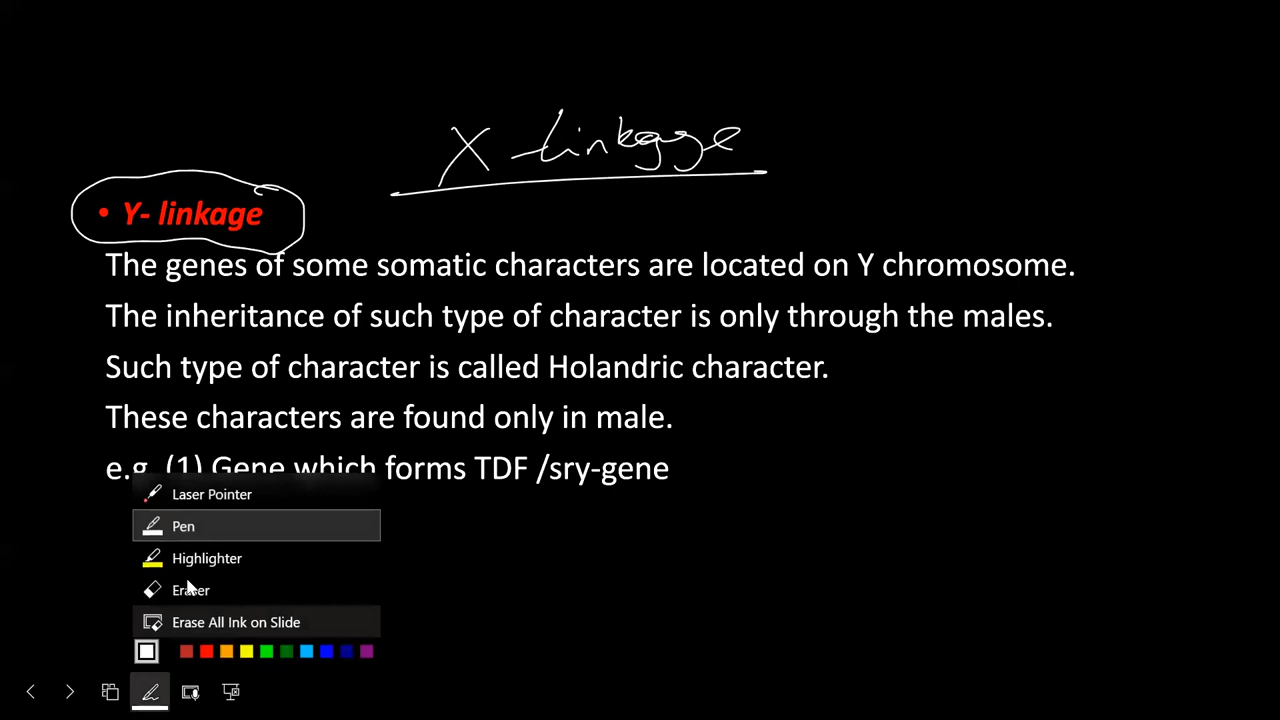 X-linkage
• Y- linkage
The genes of some somatic characters are located on Y chromosome.
The inheritance of such type of character is only through the males.
Such type of character is called Holandric character.
These characters are found only in male.
e.g. (1) Gene which forms TDF /sry-gene
Laser Pointer
Pen
Highlighter
Eraser
Erase All Ink on Slide